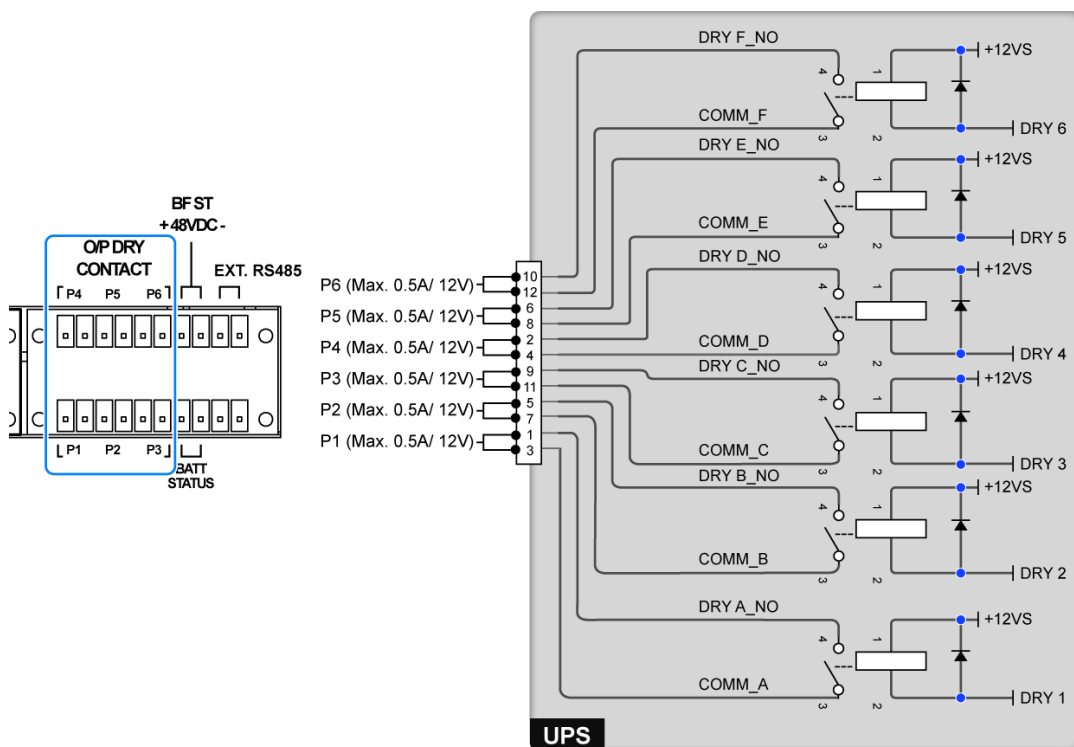 BF ST
+ 48VDC -
O/P DRY
CONTACT
EXT. RS485
P4 P5 P6
P1 P2 P3
BATT
STATUS
P6 (Max. 0.5A/ 12V)
P5 (Max. 0.5A/ 12V)
P4 (Max. 0.5A/ 12V)
P3 (Max. 0.5A/ 12V)
P2 (Max. 0.5A/ 12V)
P1 (Max. 0.5A/ 12V)
10
12
6
8
2
4
9
11
5
7
1
3
DRY F_NO
4 1 +12VS
COMM_F
3 2 DRY 6
DRY E_NO
4 1 +12VS
COMM_E
3 2 DRY 5
DRY D_NO
4 1 +12VS
COMM_D
3 2 DRY 4
DRY C_NO
4 1 +12VS
COMM_C
3 2 DRY 3
DRY B_NO
4 1 +12VS
COMM_B
3 2 DRY 2
DRY A_NO
4 1 +12VS
COMM_A
3 2 DRY 1
UPS